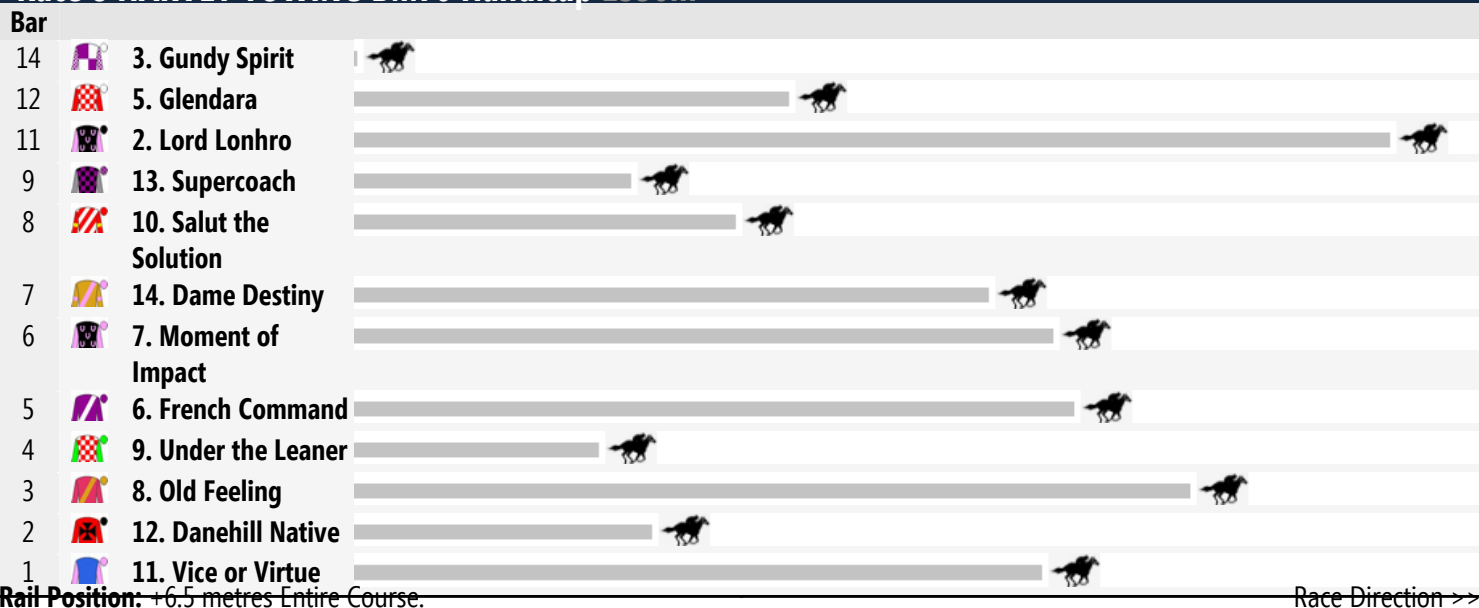 Bar
14 3. Gundy Spirit
12 5. Glendara
11 2. Lord Lonhro
9 13. Supercoach
8 10. Salut the
Solution
7 14. Dame Destiny
6 7. Moment of
Impact
5 6. French Command
4 9. Under the Leaner
3 8. Old Feeling
2 12. Danehill Native
1 11. Vice or Virtue
Rail Position: +6.5 metres Entire Course. Race Direction >>